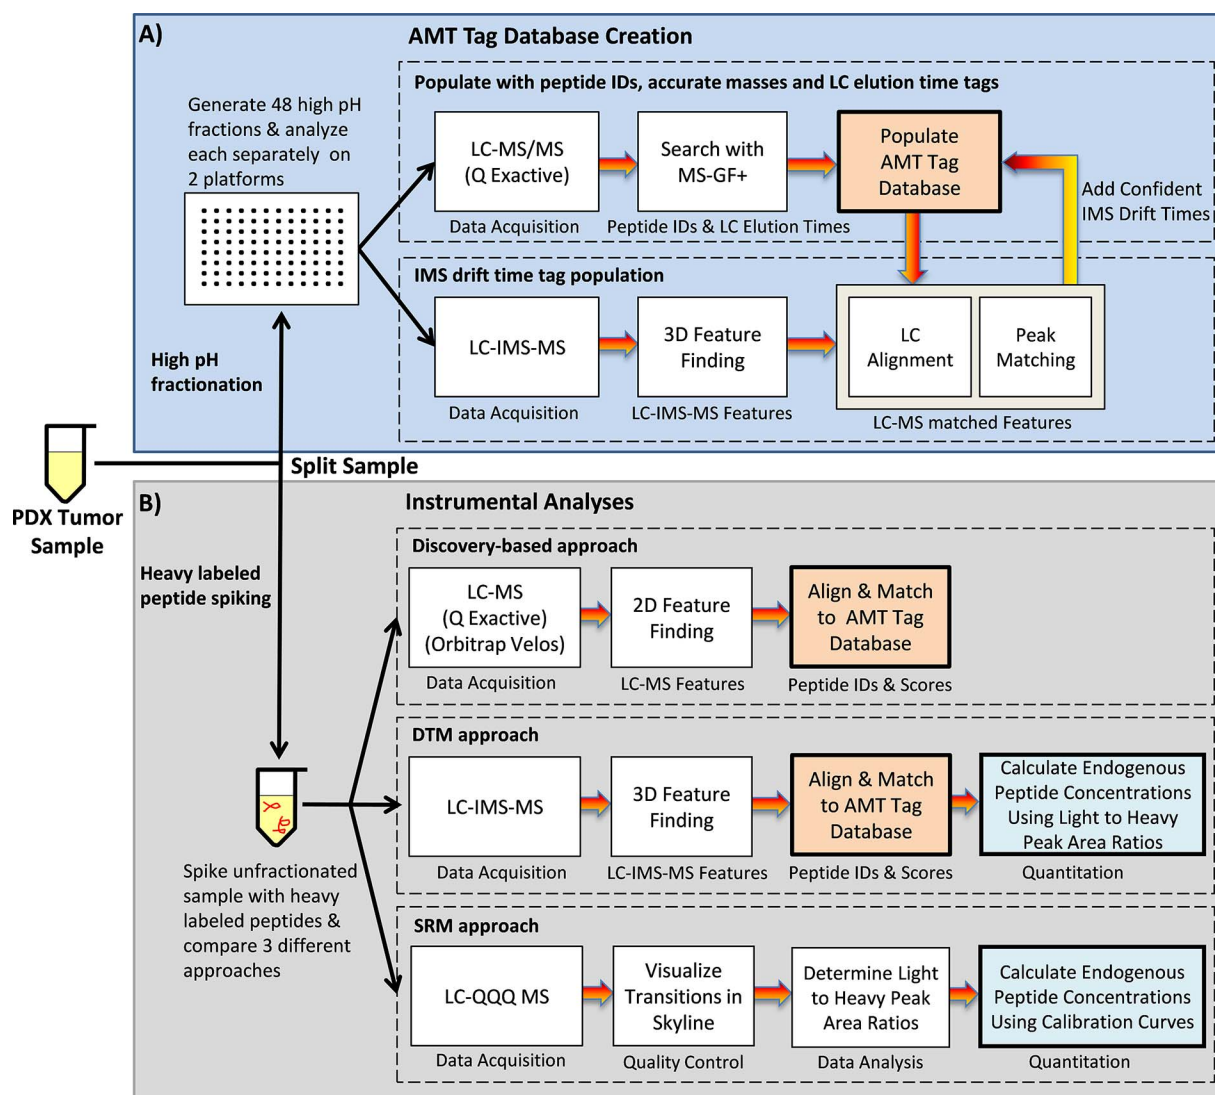 A)
AMT Tag Database Creation
Populate with peptide IDs, accurate masses and LC elution time tags
Generate 48 high pH
fractions & analyze
each separately on
2 platforms
LC-MS/MS
(Q Exactive)
Data Acquisition
Search with
MS-GF+
Peptide IDs & LC Elution Times
Populate
AMT Tag
Database
Add Confident
IMS Drift Times
IMS drift time tag population
LC-IMS-MS
Data Acquisition
3D Feature
Finding
LC-IMS-MS Features
LC
Alignment
Peak
Matching
LC-MS matched Features
High pH
fractionation
Split Sample
PDX Tumor
Sample
B)
Instrumental Analyses
Heavy labeled
peptide spiking
Discovery-based approach
LC-MS
(Q Exactive)
(Orbitrap Velos)
Data Acquisition
2D Feature
Finding
LC-MS Features
Align & Match
to AMT Tag
Database
Peptide IDs & Scores
DTM approach
LC-IMS-MS
Data Acquisition
3D Feature
Finding
LC-IMS-MS Features
Align & Match
to AMT Tag
Database
Peptide IDs & Scores
Calculate Endogenous
Peptide Concentrations
Using Light to Heavy
Peak Area Ratios
Quantitation
Spike unfractionated
sample with heavy
labeled peptides &
compare 3 different
approaches
SRM approach
LC-QQQ MS
Data Acquisition
Visualize
Transitions in
Skyline
Quality Control
Determine Light
to Heavy Peak
Area Ratios
Data Analysis
Calculate Endogenous
Peptide Concentrations
Using Calibration Curves
Quantitation